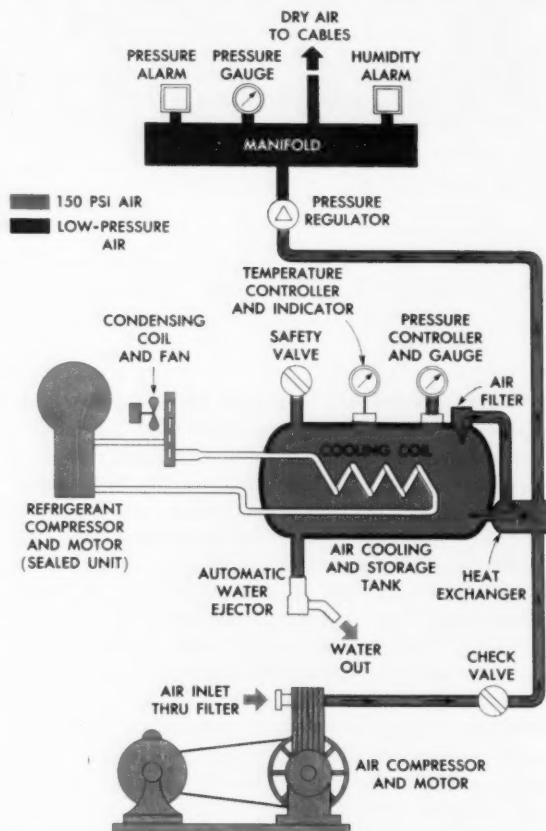 DRY AIR
TO CABLES
PRESSURE
ALARM
PRESSURE
GAUGE
HUMIDITY
ALARM
MANIFOLD
150 PSI AIR
LOW-PRESSURE
AIR
PRESSURE
REGULATOR
TEMPERATURE
CONTROLLER
AND INDICATOR
CONDENSING
COIL
AND FAN
SAFETY
VALVE
PRESSURE
CONTROLLER
AND GAUGE
AIR
FILTER
COOLING COIL
REFRIGERANT
COMPRESSOR
AND MOTOR
(SEALED UNIT)
AIR COOLING
AND STORAGE
TANK
HEAT
EXCHANGER
AUTOMATIC
WATER
EJECTOR
WATER
OUT
CHECK
VALVE
AIR INLET
THRU FILTER
AIR COMPRESSOR
AND MOTOR